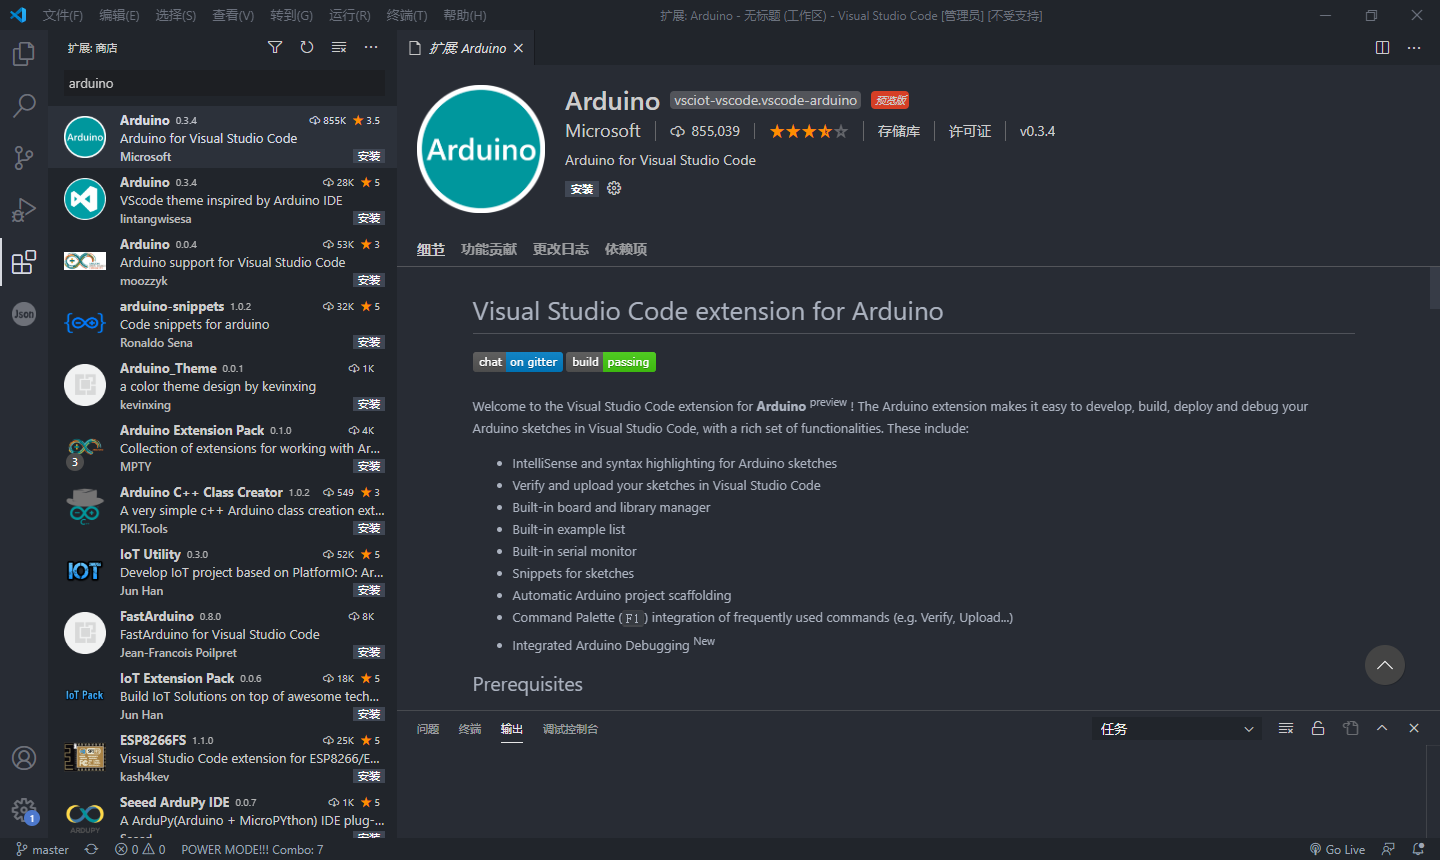 文件(F) 编辑(E) 选择(S) 查看(V) 转到(G) 运行(R) 终端(T) 帮助(H) 扩展: Arduino - 无标题 (工作区) - Visual Studio Code [管理员] [不受支持]
扩展: 商店
arduino
Arduino 0.3.4 855K 3.5
Arduino for Visual Studio Code
Microsoft 安装
Arduino 0.3.4 28K 5
VScode theme inspired by Arduino IDE
lintangwisesa 安装
Arduino 0.0.4 53K 3
Arduino support for Visual Studio Code
moozzyk 安装
arduino-snippets 1.0.2 32K 5
Code snippets for arduino
Ronaldo Sena 安装
Arduino_Theme 0.0.1 1K
a color theme design by kevinxing
kevinxing 安装
Arduino Extension Pack 0.1.0 4K
Collection of extensions for working with Ar...
3
MPTY 安装
Arduino C++ Class Creator 1.0.2 549 3
A very simple c++ Arduino class creation ext...
PKI.Tools 安装
IoT Utility 0.3.0 52K 5
IOT
Develop IoT project based on PlatformIO: Ar...
Jun Han 安装
FastArduino 0.8.0 8K
FastArduino for Visual Studio Code
Jean-Francois Poilpret 安装
IoT Extension Pack 0.0.6 18K 5
IoT Pack
Build IoT Solutions on top of awesome tech...
Jun Han 安装
ESP8266FS 1.1.0 25K 5
Visual Studio Code extension for ESP8266/E...
kash4kev 安装
Seeed ArduPy IDE 0.0.7 1K 5
A ArduPy(Arduino + MicroPYthon) IDE plug-...
ARDUPY
Seeed 安装
Json
1
扩展: Arduino
Arduino
Arduino
Arduino vsciot-vscode.vscode-arduino 预览版
Microsoft 855,039 存储库 许可证 v0.3.4
Arduino for Visual Studio Code
安装
细节 功能贡献 更改日志 依赖项
Visual Studio Code extension for Arduino
chat on gitter build passing
Welcome to the Visual Studio Code extension for Arduino preview ! The Arduino extension makes it easy to develop, build, deploy and debug your
Arduino sketches in Visual Studio Code, with a rich set of functionalities. These include:
IntelliSense and syntax highlighting for Arduino sketches
Verify and upload your sketches in Visual Studio Code
Built-in board and library manager
Built-in example list
Built-in serial monitor
Snippets for sketches
Automatic Arduino project scaffolding
Command Palette (F1) integration of frequently used commands (e.g. Verify, Upload...)
Integrated Arduino Debugging New
Prerequisites
问题 终端 输出 调试控制台 任务
master 0 0 POWER MODE!!! Combo: 7 Go Live